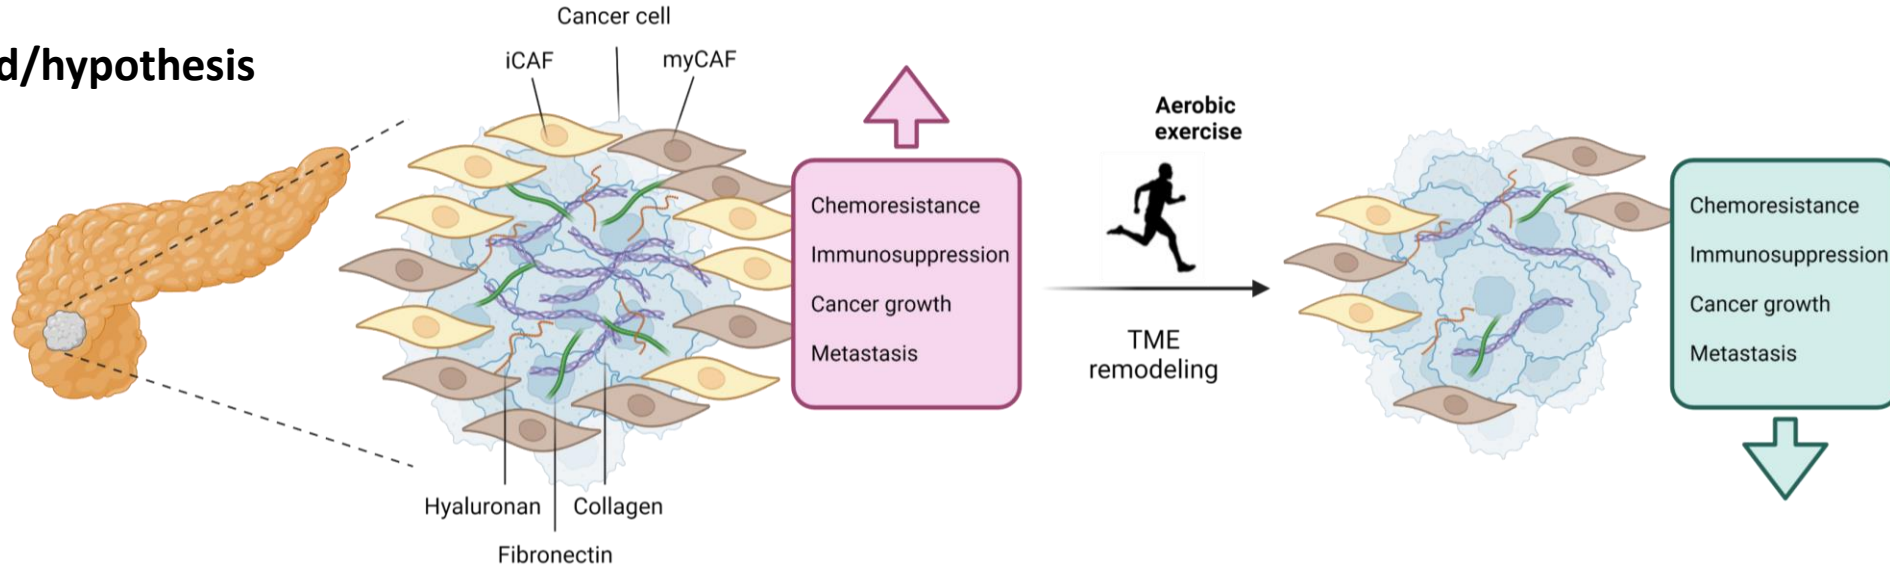 d/hypothesis
Cancer cell
iCAF
myCAF
Hyaluronan
Collagen
Fibronectin
Chemoresistance
Immunosuppression
Cancer growth
Metastasis
Aerobic
exercise
TME
remodeling
Chemoresistance
Immunosuppression
Cancer growth
Metastasis